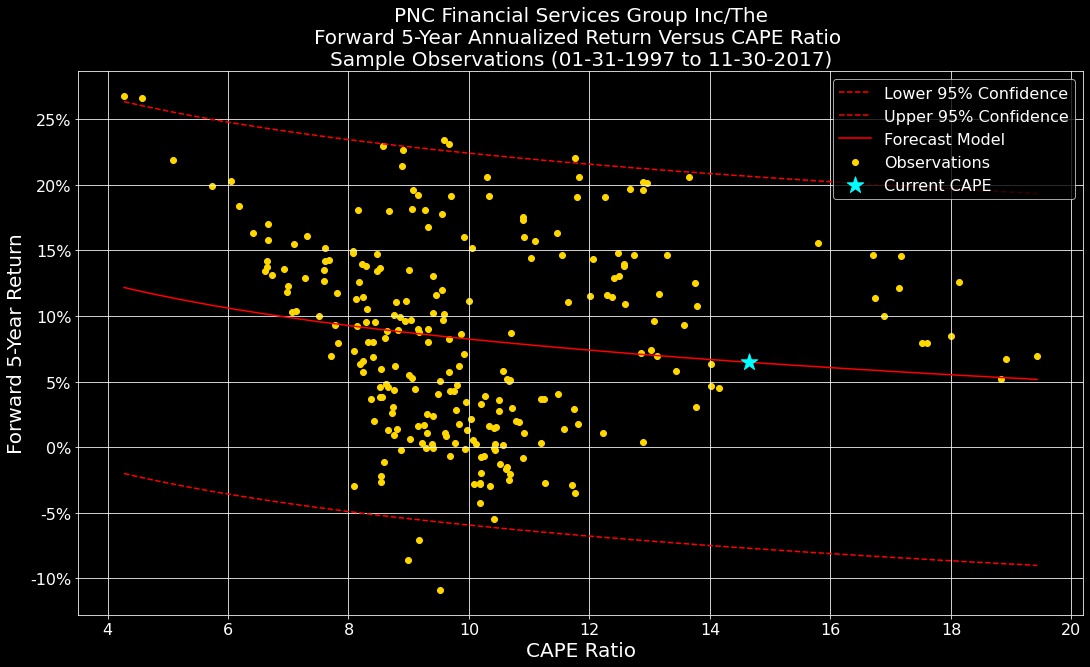 PNC Financial Services Group Inc/The
Forward 5-Year Annualized Return Versus CAPE Ratio
Sample Observations (01-31-1997 to 11-30-2017)
Lower 95% Confidence
Upper 95% Confidence
Forecast Model
Observations
Current CAPE
Forward 5-Year Return
25%
20%
15%
10%
5%
0%
-5%
-10%
4 6 8 10 12 14 16 18 20
CAPE Ratio